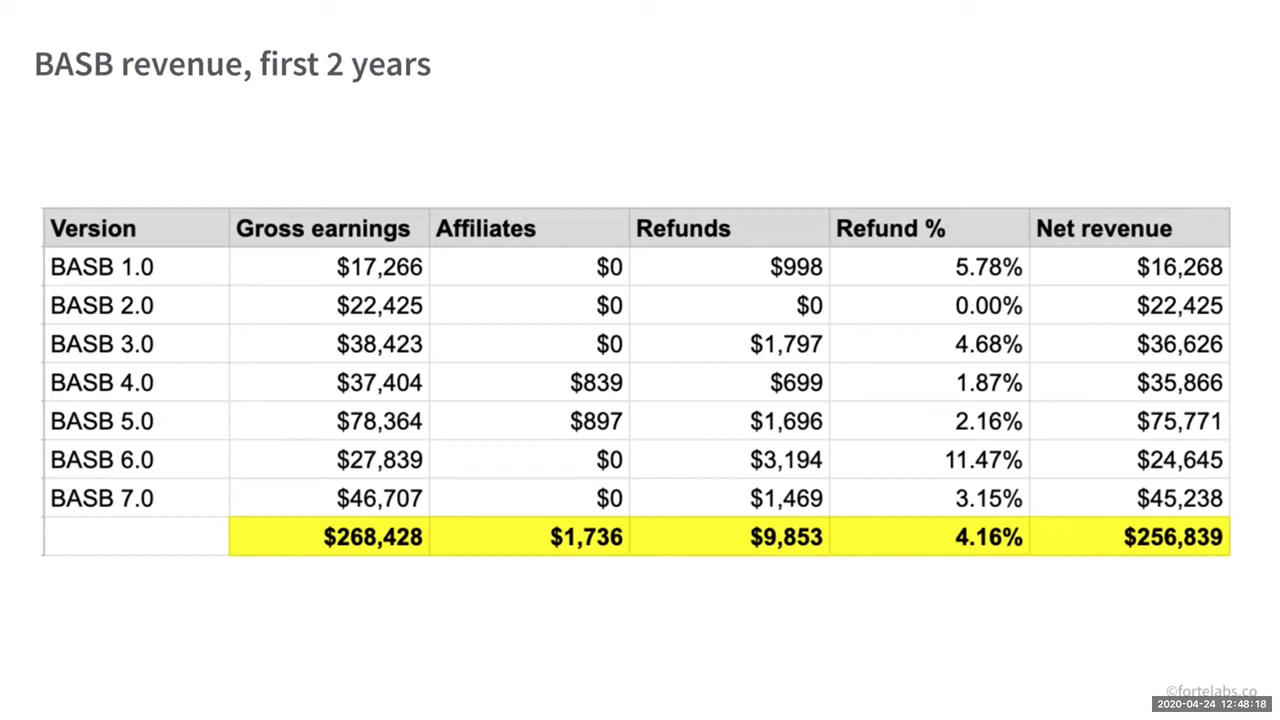 BASB revenue, first 2 years
Version Gross earnings Affiliates Refunds Refund % Net revenue
BASB 1.0 $17,266 $0 $998 5.78% $16,268
BASB 2.0 $22,425 $0 $0 0.00% $22,425
BASB 3.0 $38,423 $0 $1,797 4.68% $36,626
BASB 4.0 $37,404 $839 $699 1.87% $35,866
BASB 5.0 $78,364 $897 $1,696 2.16% $75,771
BASB 6.0 $27,839 $0 $3,194 11.47% $24,645
BASB 7.0 $46,707 $0 $1,469 3.15% $45,238
$268,428 $1,736 $9,853 4.16% $256,839
©fortelabs.co
2020-04-24 12:48:18